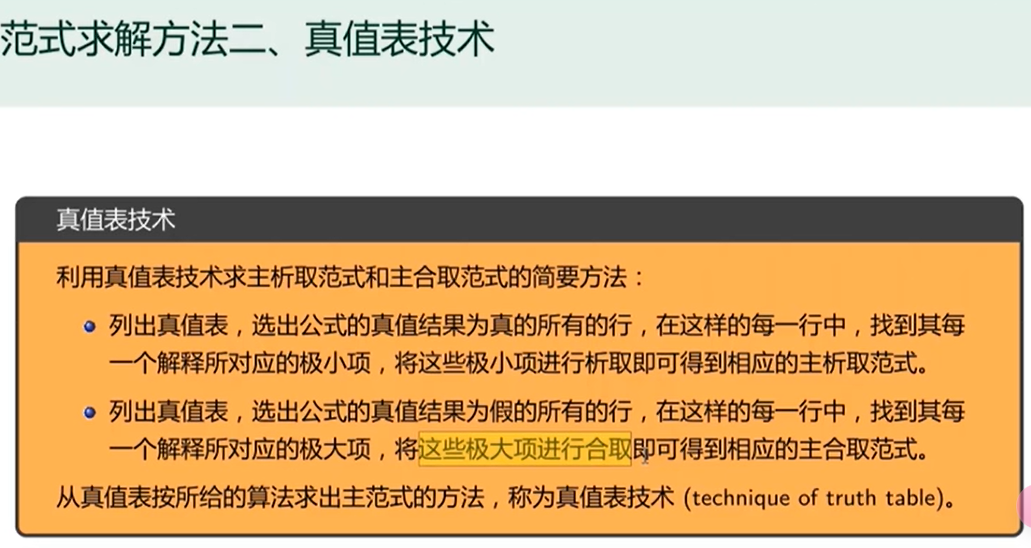 范式求解方法二、真值表技术
真值表技术
利用真值表技术求主析取范式和主合取范式的简要方法：
列出真值表，选出公式的真值结果为真的所有的行，在这样的每一行中，找到其每
一个解释所对应的极小项，将这些极小项进行析取即可得到相应的主析取范式。
列出真值表，选出公式的真值结果为假的所有的行，在这样的每一行中，找到其每
一个解释所对应的极大项，将这些极大项进行合取即可得到相应的主合取范式。
从真值表按所给的算法求出主范式的方法，称为真值表技术 (technique of truth table)。